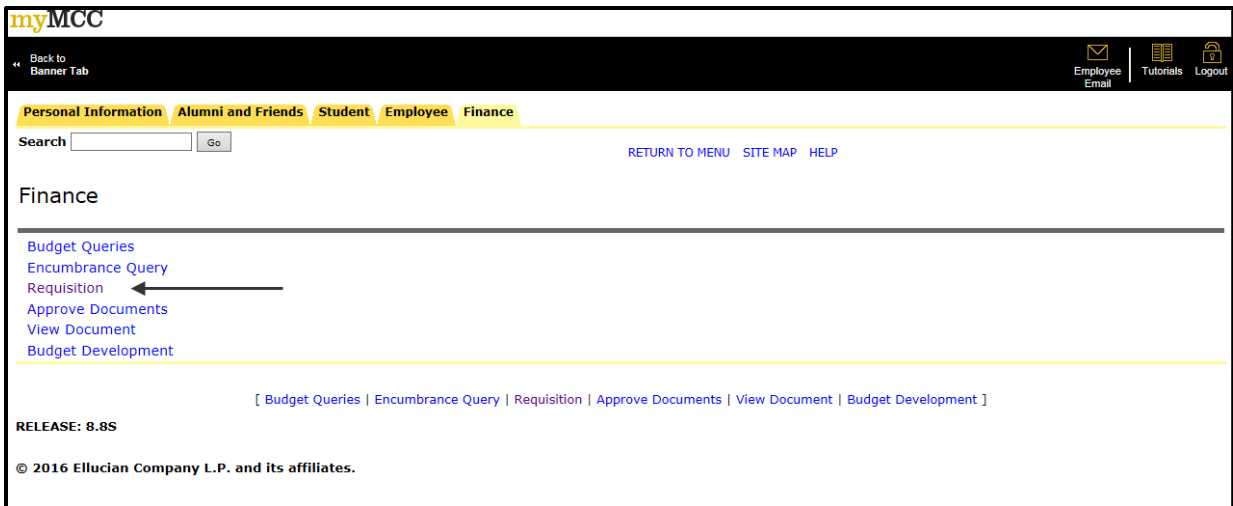 myMCC
Back to
Banner Tab
Employee
Email
Tutorials
Logout
Personal Information Alumni and Friends Student Employee Finance
Search Go
RETURN TO MENU SITE MAP HELP
Finance
Budget Queries
Encumbrance Query
Requisition
Approve Documents
View Document
Budget Development
[ Budget Queries | Encumbrance Query | Requisition | Approve Documents | View Document | Budget Development ]
RELEASE: 8.8S
© 2016 Ellucian Company L.P. and its affiliates.